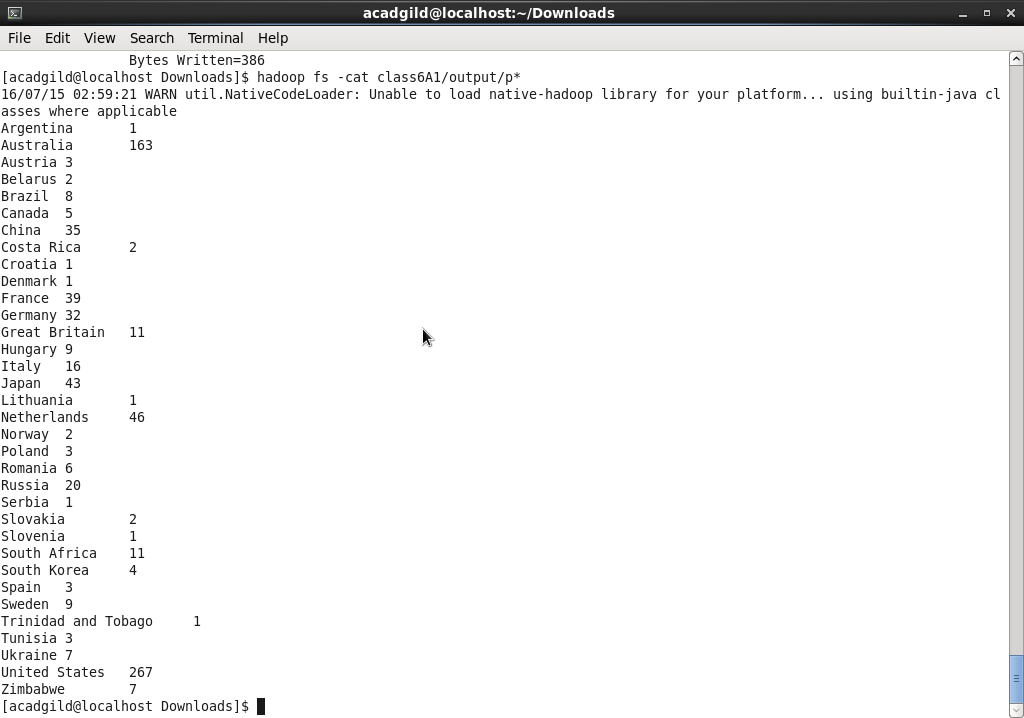 acadgild@localhost:~/Downloads
File Edit View Search Terminal Help
Bytes Written=386
[acadgild@localhost Downloads]$ hadoop fs -cat class6A1/output/p*
16/07/15 02:59:21 WARN util.NativeCodeLoader: Unable to load native-hadoop library for your platform... using builtin-java cl
asses where applicable
Argentina 1
Australia 163
Austria 3
Belarus 2
Brazil 8
Canada 5
China 35
Costa Rica 2
Croatia 1
Denmark 1
France 39
Germany 32
Great Britain 11
Hungary 9
Italy 16
Japan 43
Lithuania 1
Netherlands 46
Norway 2
Poland 3
Romania 6
Russia 20
Serbia 1
Slovakia 2
Slovenia 1
South Africa 11
South Korea 4
Spain 3
Sweden 9
Trinidad and Tobago 1
Tunisia 3
Ukraine 7
United States 267
Zimbabwe 7
[acadgild@localhost Downloads]$